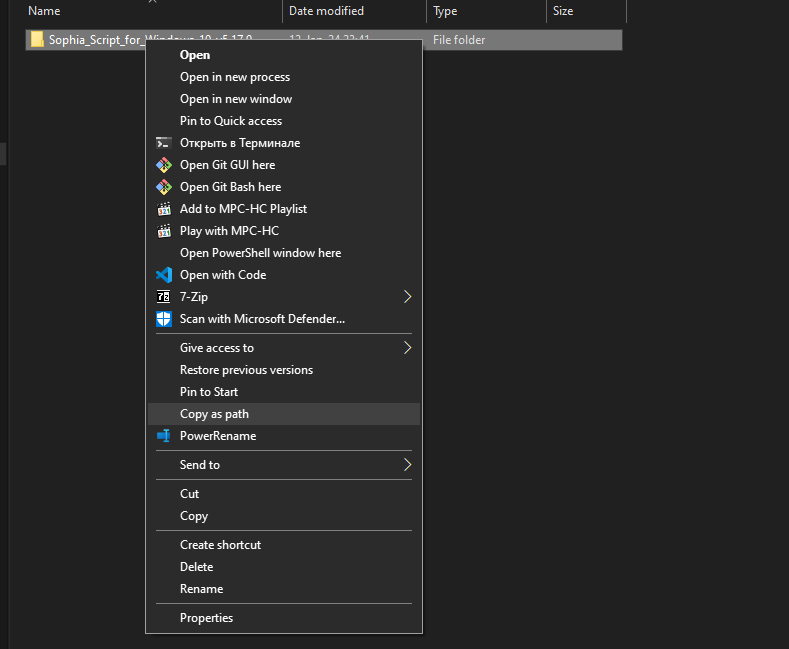 Name Date modified Type Size
Sophia_Script_for_Windows_10_v5.17.0 File folder
Open
Open in new process
Open in new window
Pin to Quick access
Открыть в Терминале
Open Git GUI here
Open Git Bash here
Add to MPC-HC Playlist
Play with MPC-HC
Open PowerShell window here
Open with Code
7-Zip
Scan with Microsoft Defender...
Give access to
Restore previous versions
Pin to Start
Copy as path
PowerRename
Send to
Cut
Copy
Create shortcut
Delete
Rename
Properties